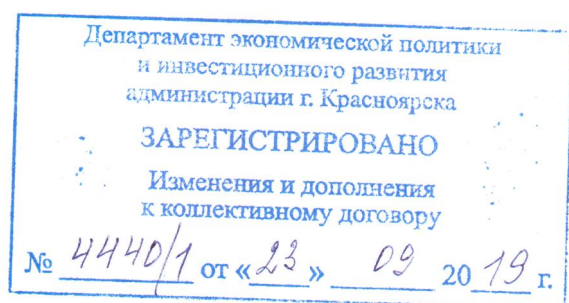 Департамент экономической политики
и инвестиционного развития
администрации г. Красноярска
ЗАРЕГИСТРИРОВАНО
Изменения и дополнения
к коллективному договору
№ 4440/1 от «23» 09 2019 г.